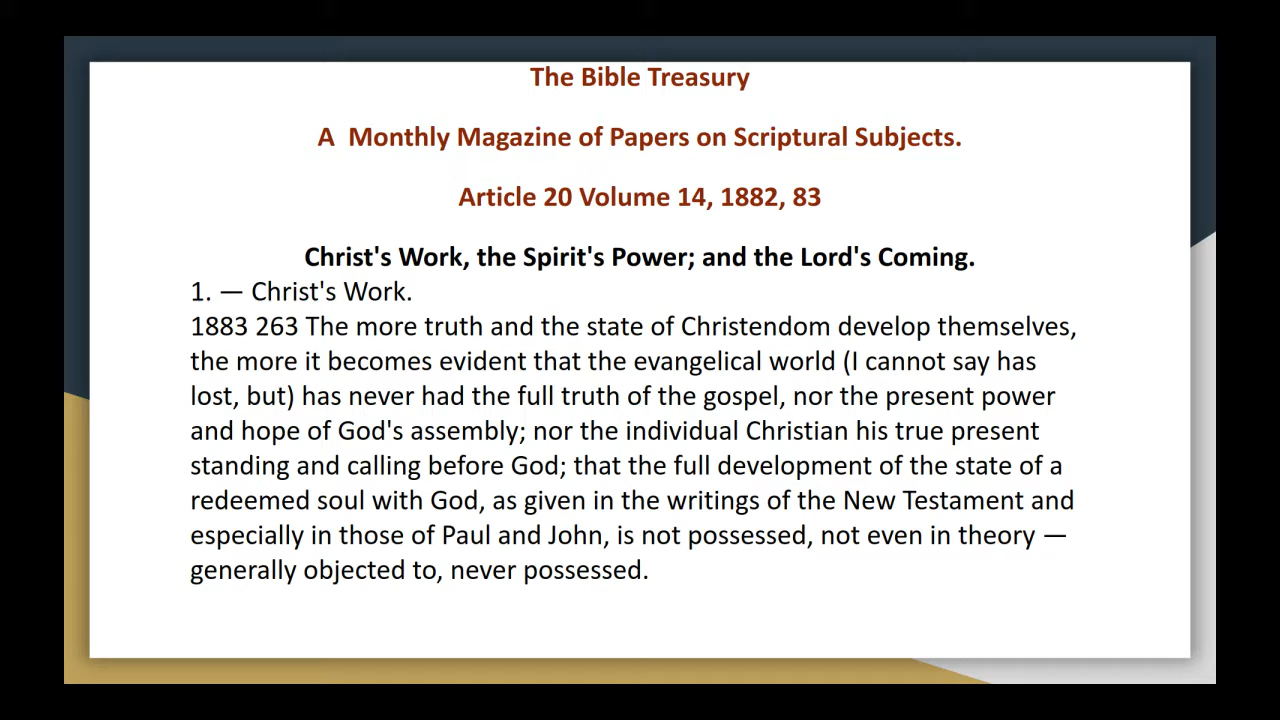 The Bible Treasury
A  Monthly Magazine of Papers on Scriptural Subjects.
Article 20 Volume 14, 1882, 83
Christ's Work, the Spirit's Power; and the Lord's Coming.
1. — Christ's Work.
1883 263 The more truth and the state of Christendom develop themselves,
the more it becomes evident that the evangelical world (I cannot say has
lost, but) has never had the full truth of the gospel, nor the present power
and hope of God's assembly; nor the individual Christian his true present
standing and calling before God; that the full development of the state of a
redeemed soul with God, as given in the writings of the New Testament and
especially in those of Paul and John, is not possessed, not even in theory —
generally objected to, never possessed.